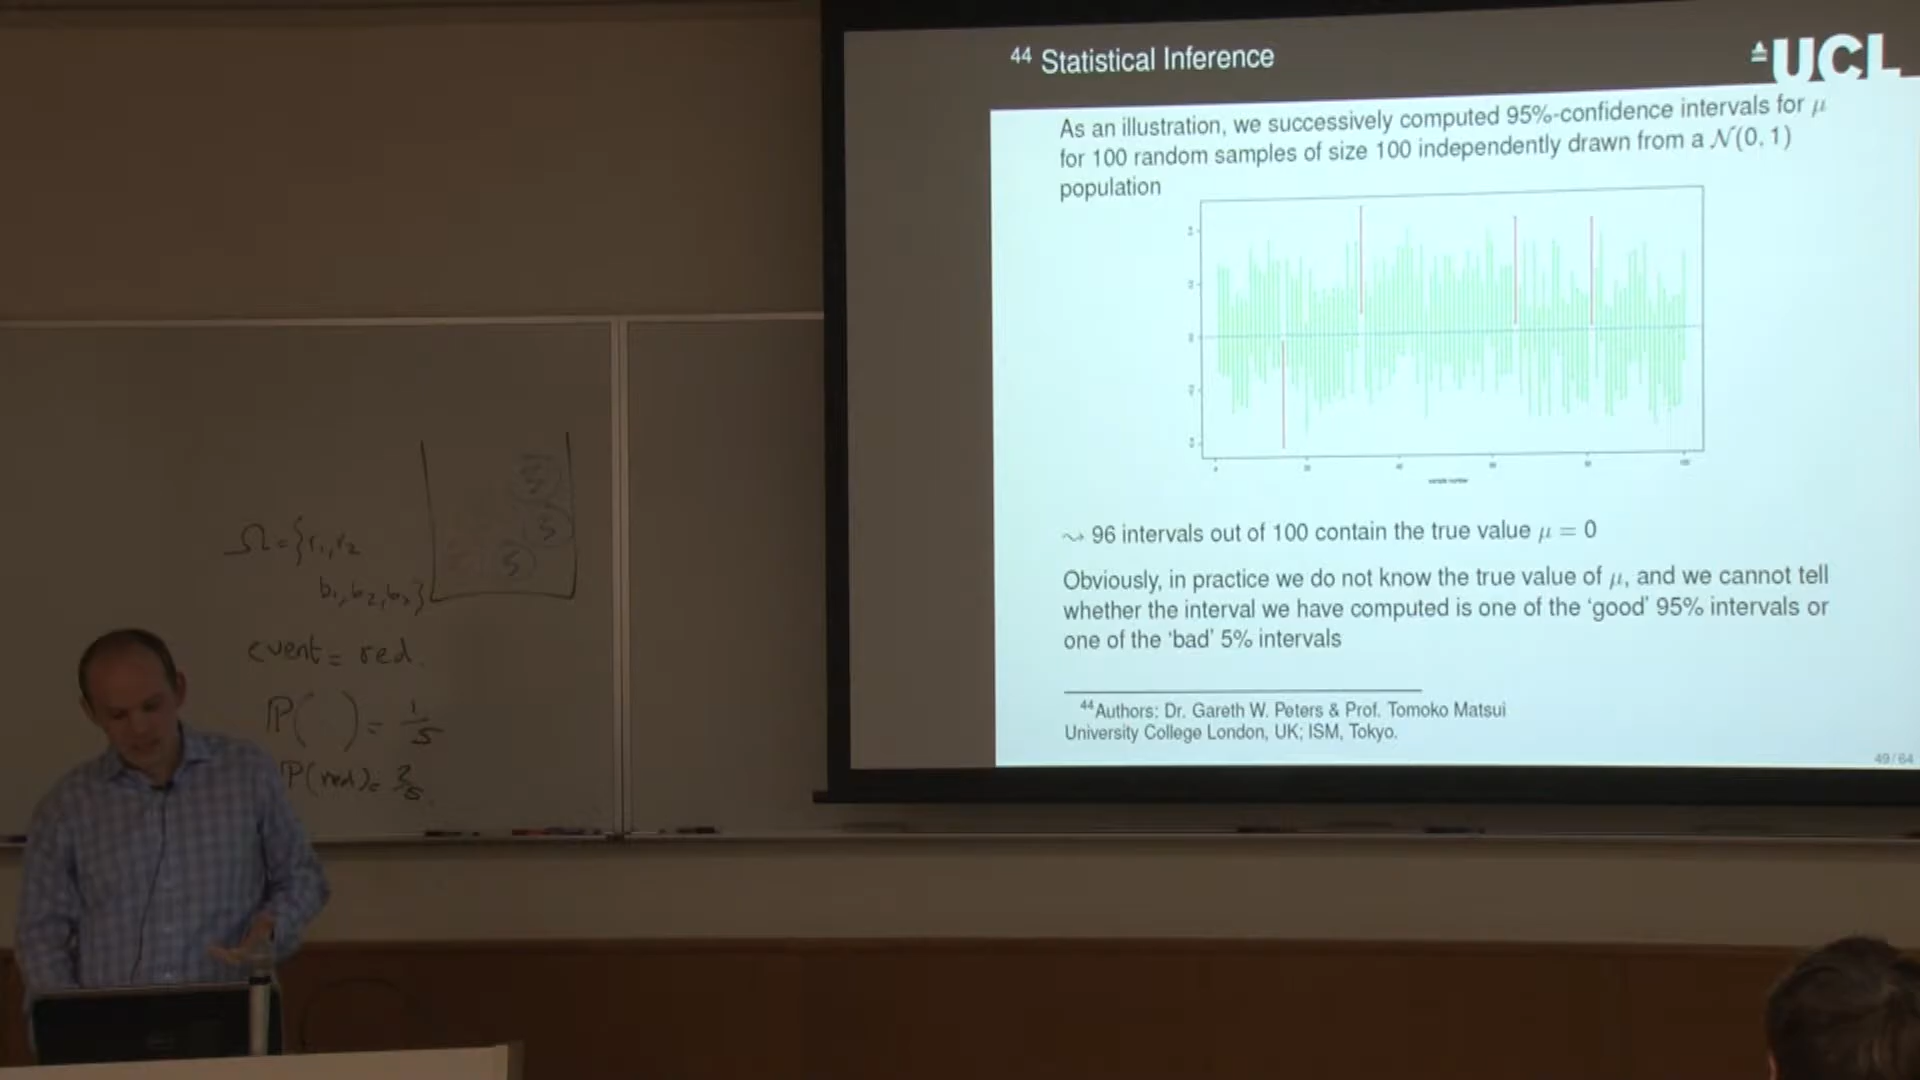 44 Statistical Inference
UCL
As an illustration, we successively computed 95%-confidence intervals for μ
for 100 random samples of size 100 independently drawn from a N(0, 1)
population
sample number
⇝ 96 intervals out of 100 contain the true value μ = 0
Obviously, in practice we do not know the true value of μ, and we cannot tell
whether the interval we have computed is one of the ‘good’ 95% intervals or
one of the ‘bad’ 5% intervals
44Authors: Dr. Gareth W. Peters & Prof. Tomoko Matsui
University College London, UK; ISM, Tokyo.
49/64
Ω = {r₁, r₂
b₁, b₂, b₃}
event = red.
ℙ( ) = 1/5